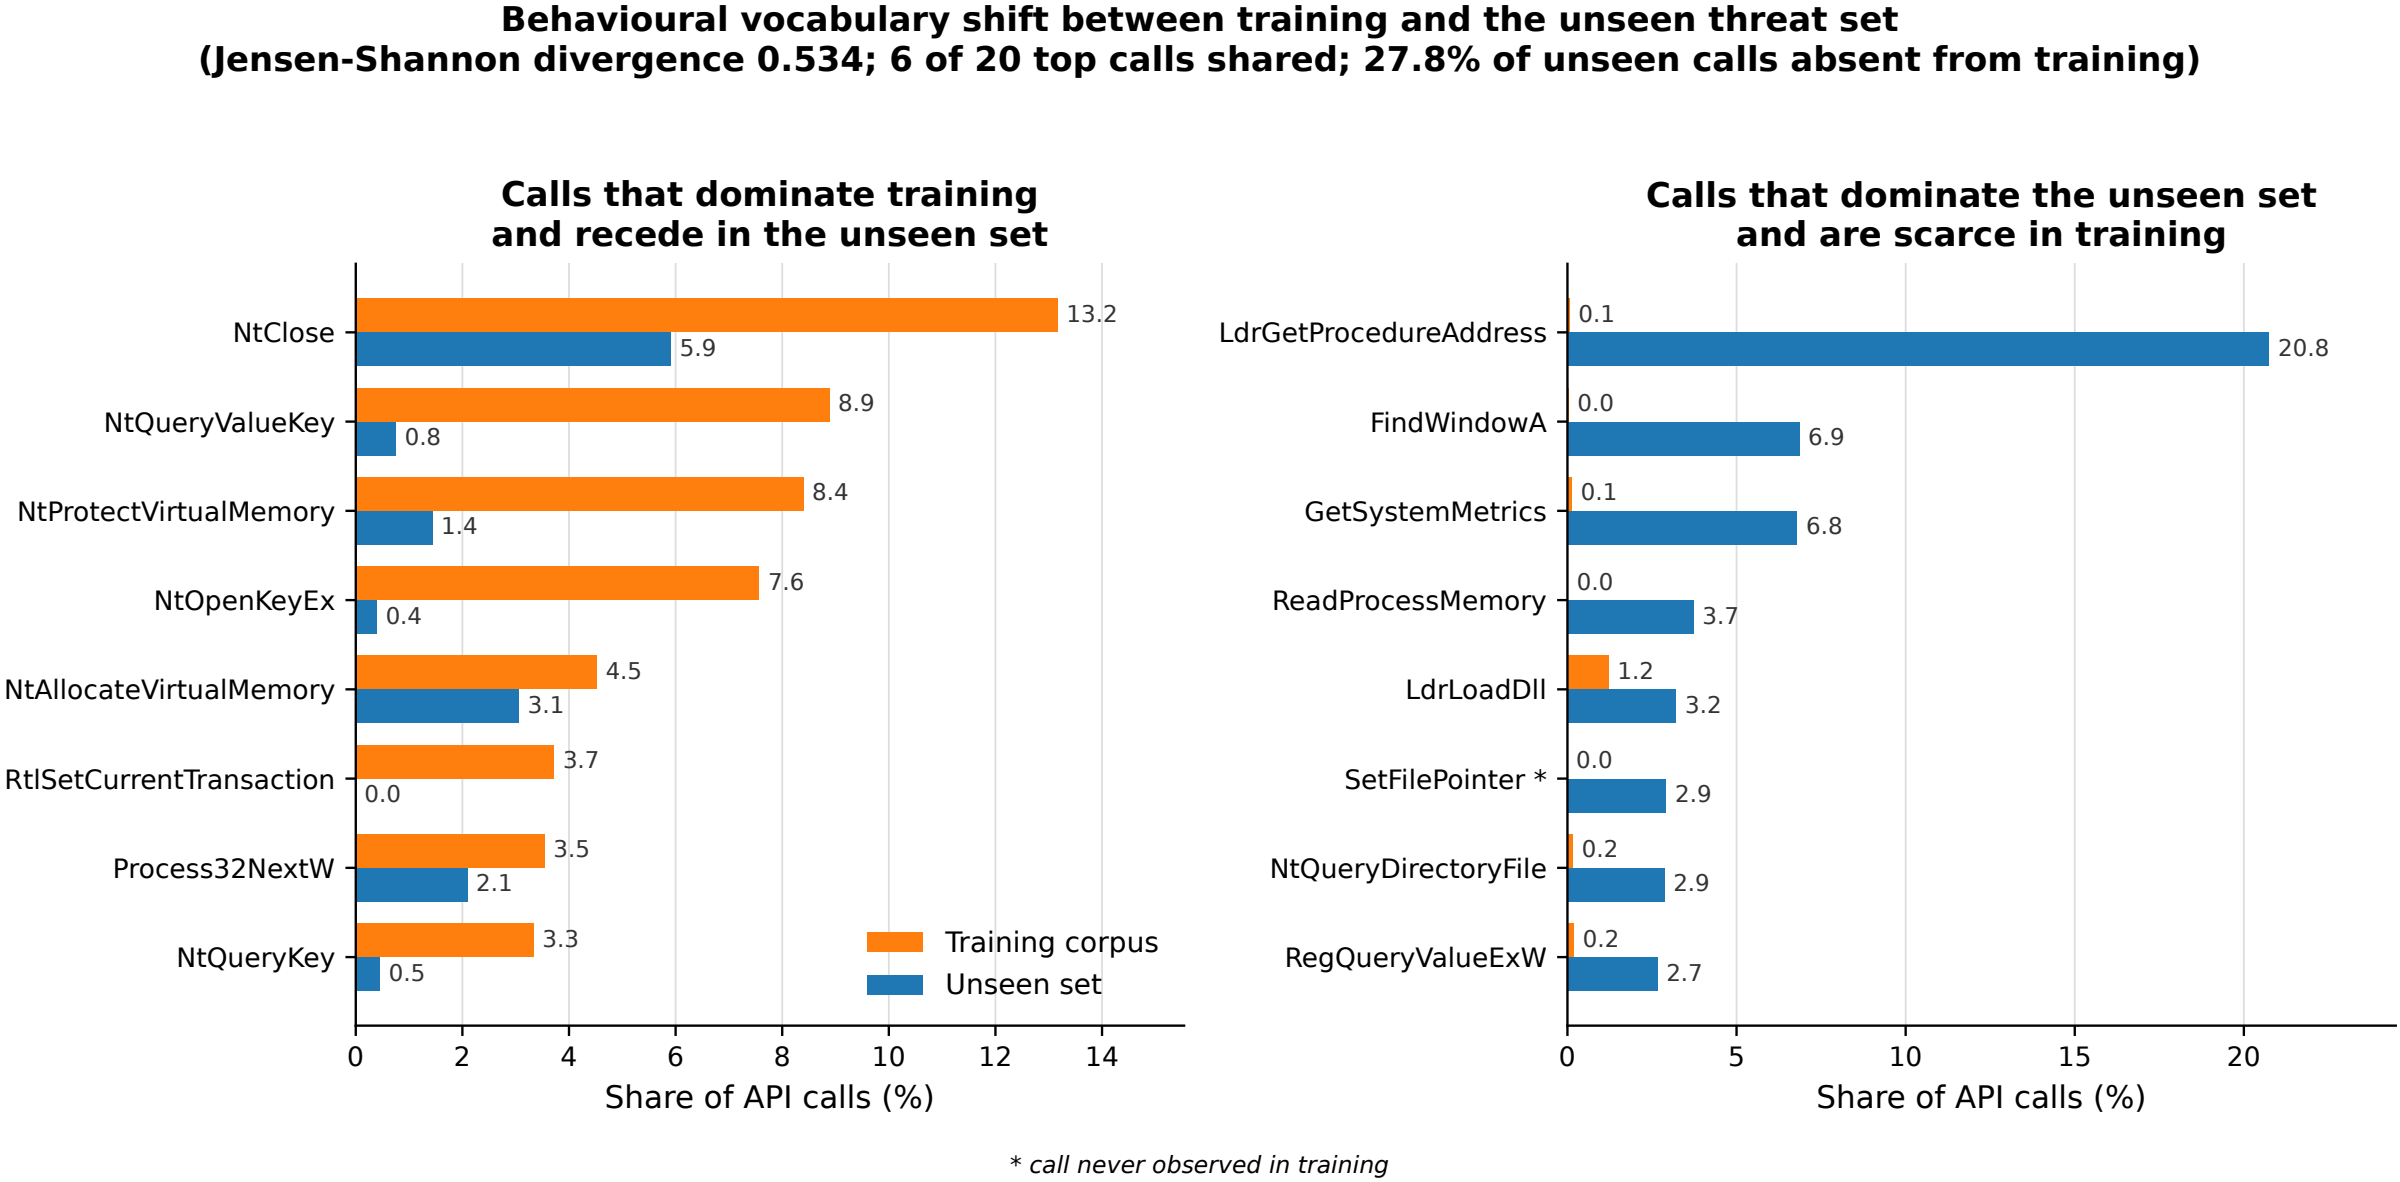 Behavioural vocabulary shift between training and the unseen threat set
(Jensen-Shannon divergence 0.534; 6 of 20 top calls shared; 27.8% of unseen calls absent from training)
Calls that dominate training
and recede in the unseen set
NtClose
13.2
5.9
NtQueryValueKey
8.9
0.8
NtProtectVirtualMemory
8.4
1.4
NtOpenKeyEx
7.6
0.4
NtAllocateVirtualMemory
4.5
3.1
RtlSetCurrentTransaction
3.7
0.0
Process32NextW
3.5
2.1
NtQueryKey
3.3
0.5
Training corpus
Unseen set
0 2 4 6 8 10 12 14
Share of API calls (%)
Calls that dominate the unseen set
and are scarce in training
LdrGetProcedureAddress
0.1
20.8
FindWindowA
0.0
6.9
GetSystemMetrics
0.1
6.8
ReadProcessMemory
0.0
3.7
LdrLoadDll
1.2
3.2
SetFilePointer *
0.0
2.9
NtQueryDirectoryFile
0.2
2.9
RegQueryValueExW
0.2
2.7
0 5 10 15 20
Share of API calls (%)
* call never observed in training